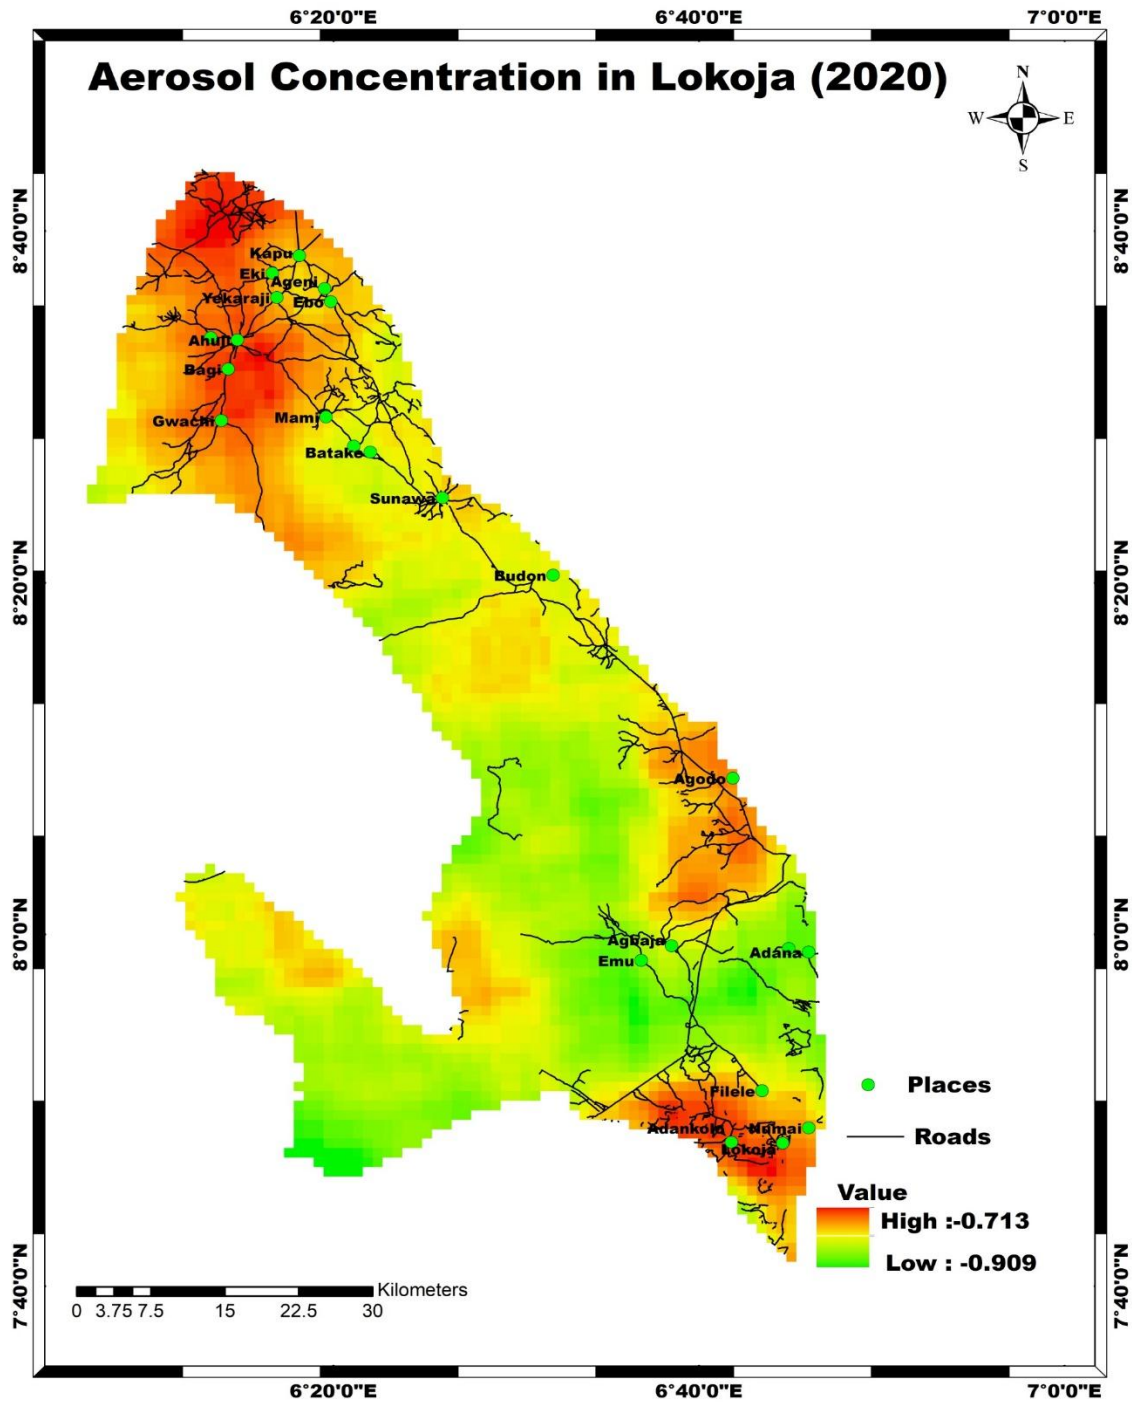 6°20'0"E 6°40'0"E 7°0'0"E
Aerosol Concentration in Lokoja (2020)
N
W E
S
8°40'0"N 8°40'0"N
Kapu
Eki
Ageni
Yekaraji
Ebo
Ahuji
Bagi
Gwachi
Mami
Batake
Sunawa
8°20'0"N 8°20'0"N
Budon
Agodo
8°0'0"N 8°0'0"N
Agbaja
Adana
Emu
Filele
Places
Adankolo
Numai
Roads
Lokoja
Value
High :-0.713
Low : -0.909
7°40'0"N 7°40'0"N
Kilometers
0 3.75 7.5 15 22.5 30
6°20'0"E 6°40'0"E 7°0'0"E